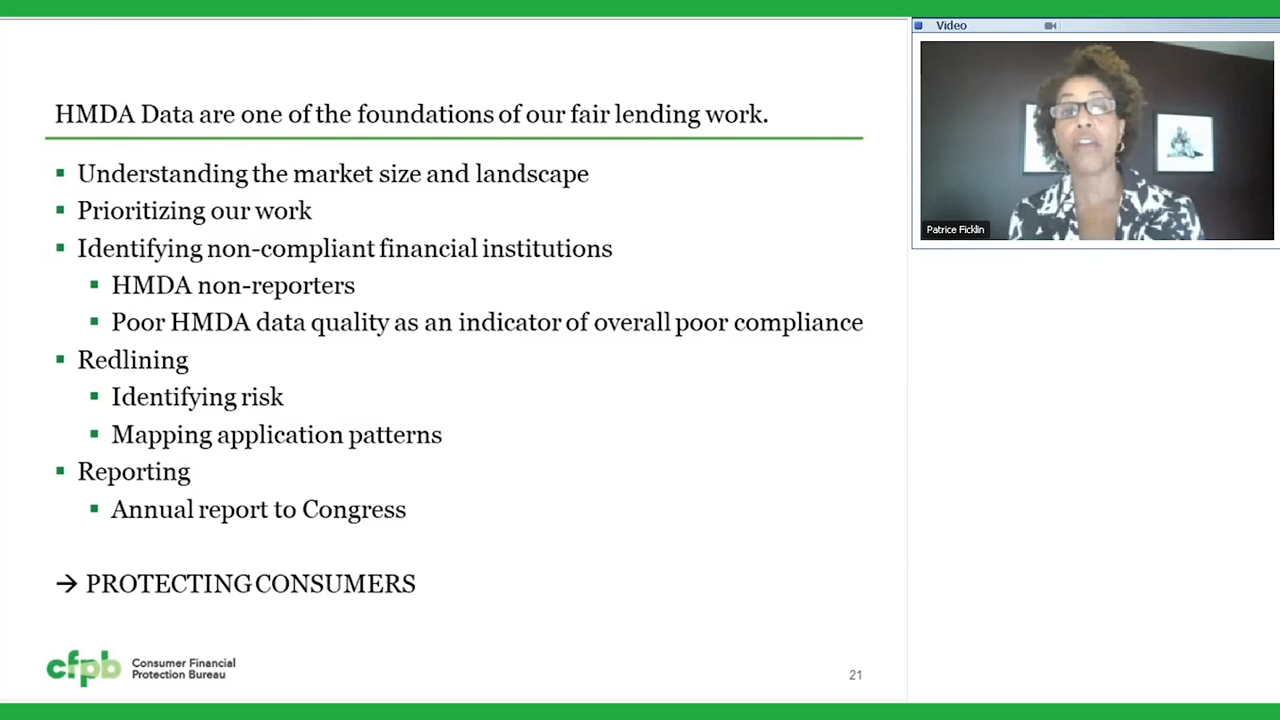 HMDA Data are one of the foundations of our fair lending work.
Understanding the market size and landscape
Prioritizing our work
Identifying non-compliant financial institutions
HMDA non-reporters
Poor HMDA data quality as an indicator of overall poor compliance
Redlining
Identifying risk
Mapping application patterns
Reporting
Annual report to Congress
→ PROTECTING CONSUMERS
cfpb
Consumer Financial
Protection Bureau
21
Video
Patrice Ficklin